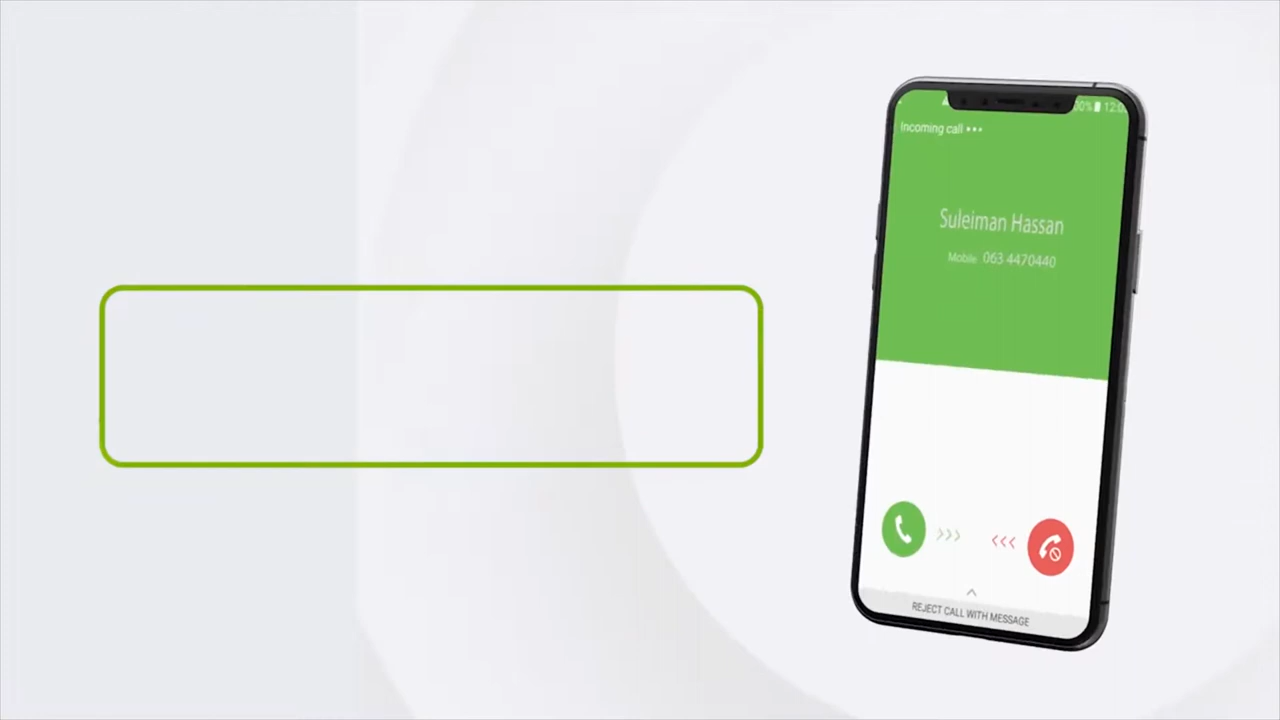 Incoming call •••
Suleiman Hassan
Mobile 063 4470440
REJECT CALL WITH MESSAGE